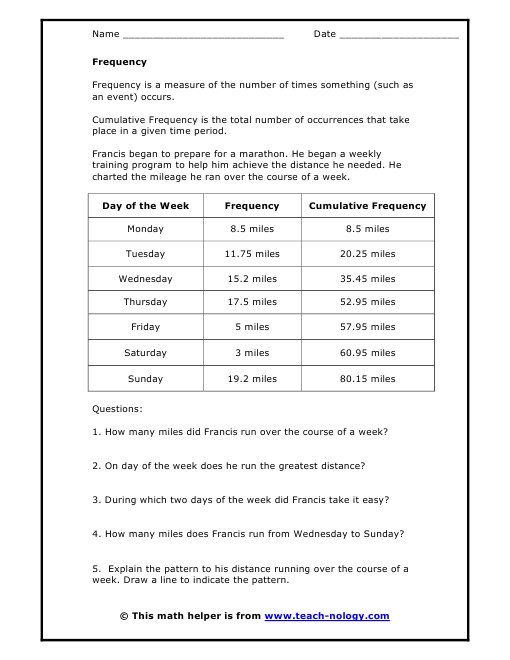 Name ____________________________ Date _____________________
Frequency
Frequency is a measure of the number of times something (such as
an event) occurs.
Cumulative Frequency is the total number of occurrences that take
place in a given time period.
Francis began to prepare for a marathon. He began a weekly
training program to help him achieve the distance he needed. He
charted the mileage he ran over the course of a week.
Day of the Week Frequency Cumulative Frequency
Monday 8.5 miles 8.5 miles
Tuesday 11.75 miles 20.25 miles
Wednesday 15.2 miles 35.45 miles
Thursday 17.5 miles 52.95 miles
Friday 5 miles 57.95 miles
Saturday 3 miles 60.95 miles
Sunday 19.2 miles 80.15 miles
Questions:
1. How many miles did Francis run over the course of a week?
2. On day of the week does he run the greatest distance?
3. During which two days of the week did Francis take it easy?
4. How many miles does Francis run from Wednesday to Sunday?
5. Explain the pattern to his distance running over the course of a
week. Draw a line to indicate the pattern.
© This math helper is from www.teach-nology.com